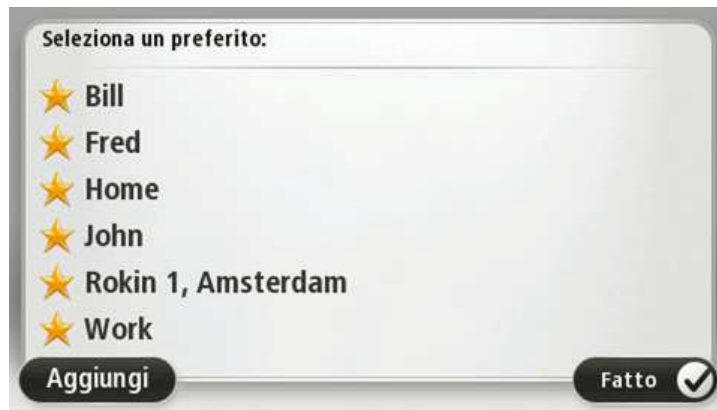 Seleziona un preferito:
Bill
Fred
Home
John
Rokin 1, Amsterdam
Work
Aggiungi
Fatto